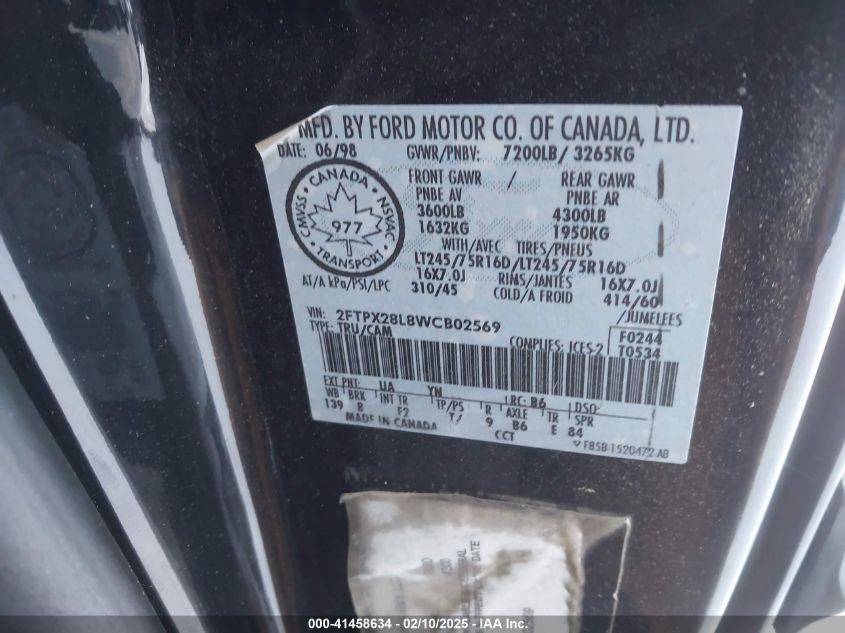 MFD. BY FORD MOTOR CO. OF CANADA, LTD.
DATE: 06/98 GVWR/PNBV: 7200LB/ 3265KG
FRONT GAWR / REAR GAWR
PNBE AV PNBE AR
3600LB 4300LB
1632KG 1950KG
CANADA
CMVSS NSVAC
977
TRANSPORT
WITH/AVEC TIRES/PNEUS
LT245/75R16D/LT245/75R16D
16X7.0J RIMS/JANTES 16X7.0J
AT/A kPa/PSI/LPC 310/45 COLD/A FROID 414/60
/JUMELEES
VIN: 2FTPX28L8WCB02569 F0244
TYPE: TRU/CAM COMPLIES: ICES-2 T0534
EXT PNT: UA YN LRC: B6 DSO:
WB BRK INT TR TP/PS R AXLE TR SPR
139 B F2 9 B6 E 84
MADE IN CANADA CCT
F85B 1520472 AB
DATE
000-41458634 - 02/10/2025 - IAA Inc.